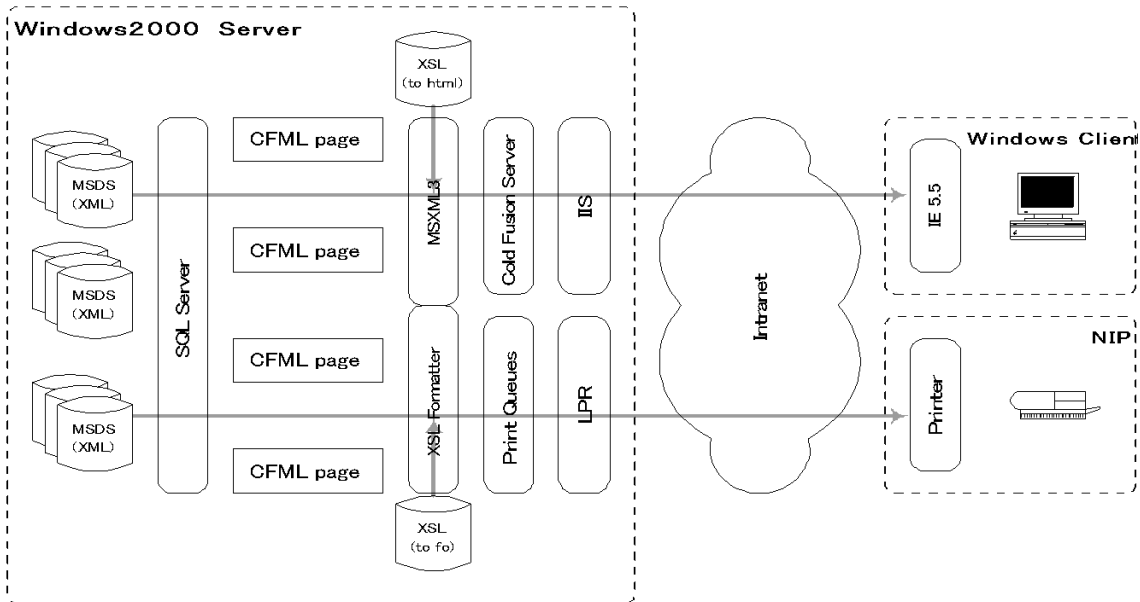 Windows2000 Server
XSL
(to html)
MSDS
(XML)
MSDS
(XML)
MSDS
(XML)
SQL Server
CFML page
CFML page
CFML page
CFML page
MSXML3
XSL Formatter
XSL
(to fo)
Cold Fusion Server
Print Queues
IIS
LPR
Intranet
Windows Client
IE 5.5
NIP
Printer